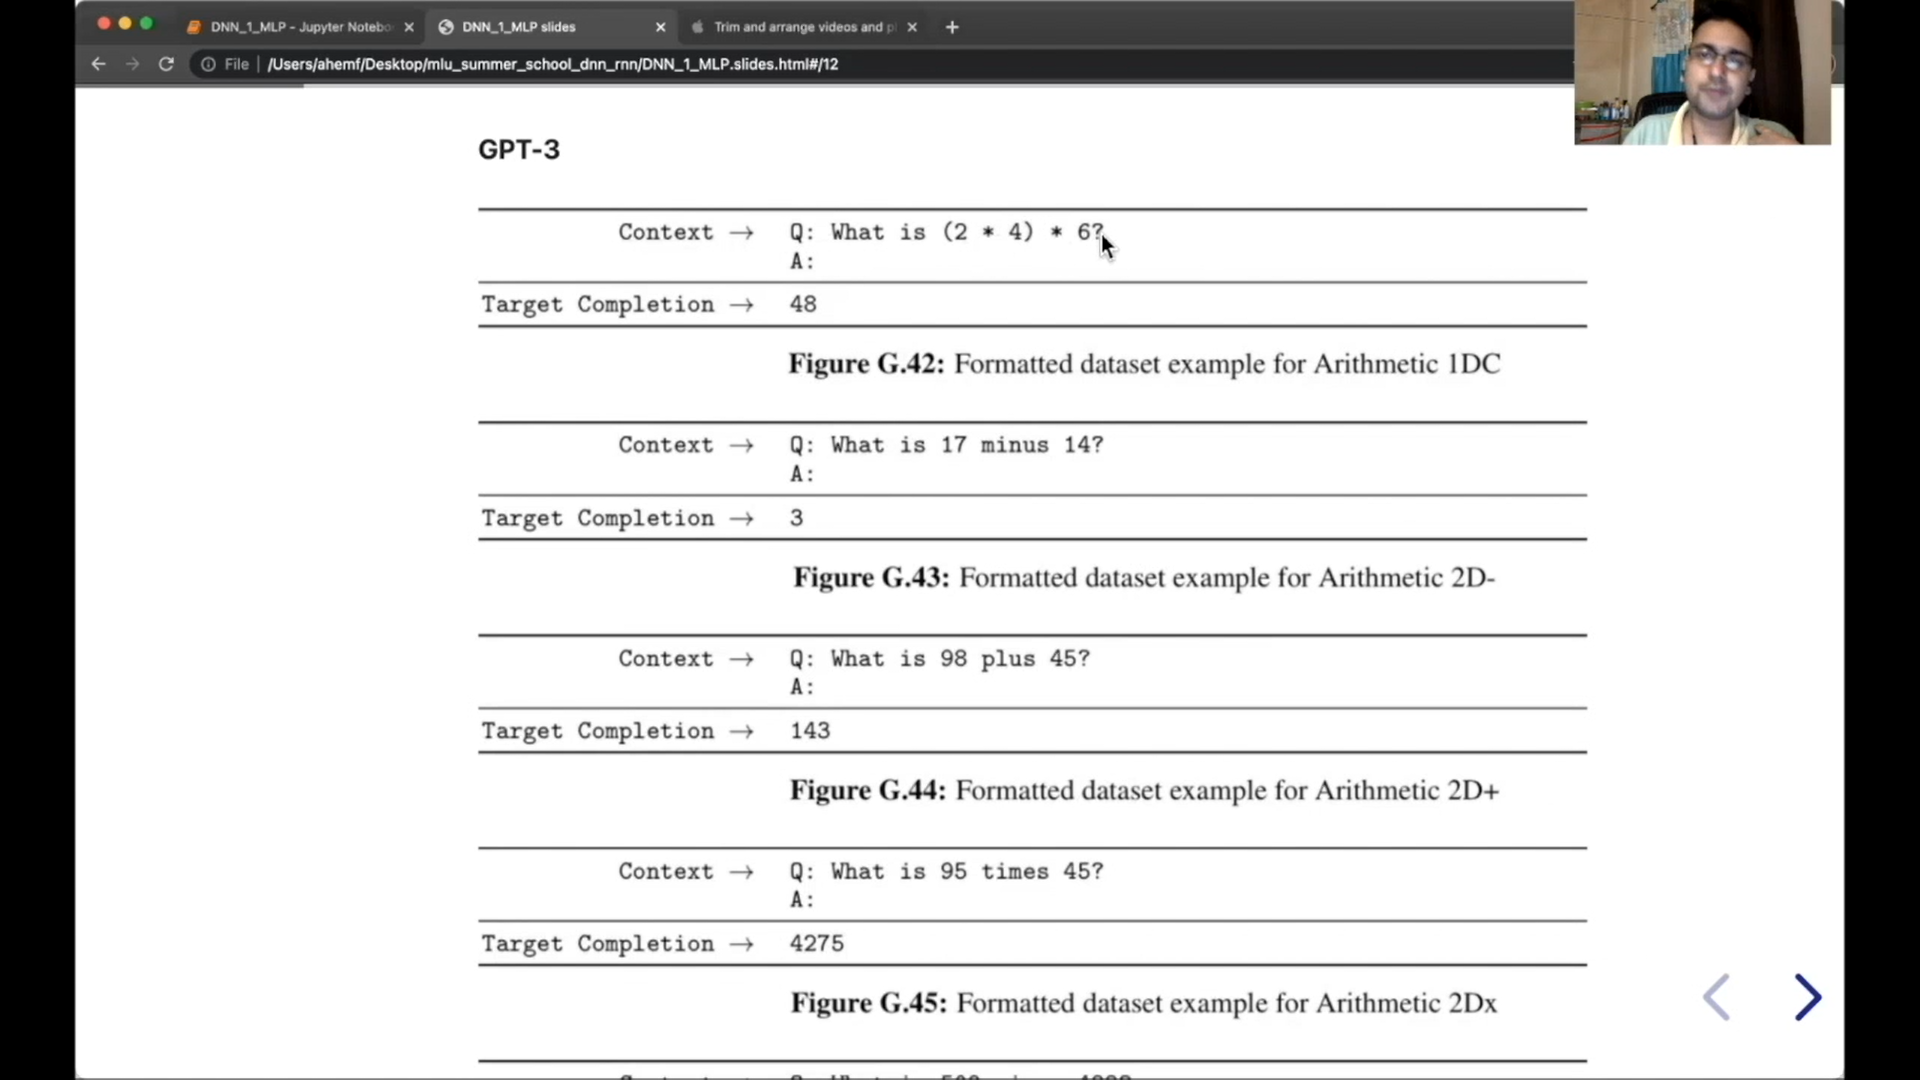 DNN_1_MLP - Jupyter Notebo
DNN_1_MLP slides
Trim and arrange videos and p
File
/Users/ahemf/Desktop/mlu_summer_school_dnn_rnn/DNN_1_MLP.slides.html#/12
GPT-3
Context → Q: What is (2 * 4) * 6?
A:
Target Completion → 48
Figure G.42: Formatted dataset example for Arithmetic 1DC
Context → Q: What is 17 minus 14?
A:
Target Completion → 3
Figure G.43: Formatted dataset example for Arithmetic 2D-
Context → Q: What is 98 plus 45?
A:
Target Completion → 143
Figure G.44: Formatted dataset example for Arithmetic 2D+
Context → Q: What is 95 times 45?
A:
Target Completion → 4275
Figure G.45: Formatted dataset example for Arithmetic 2Dx